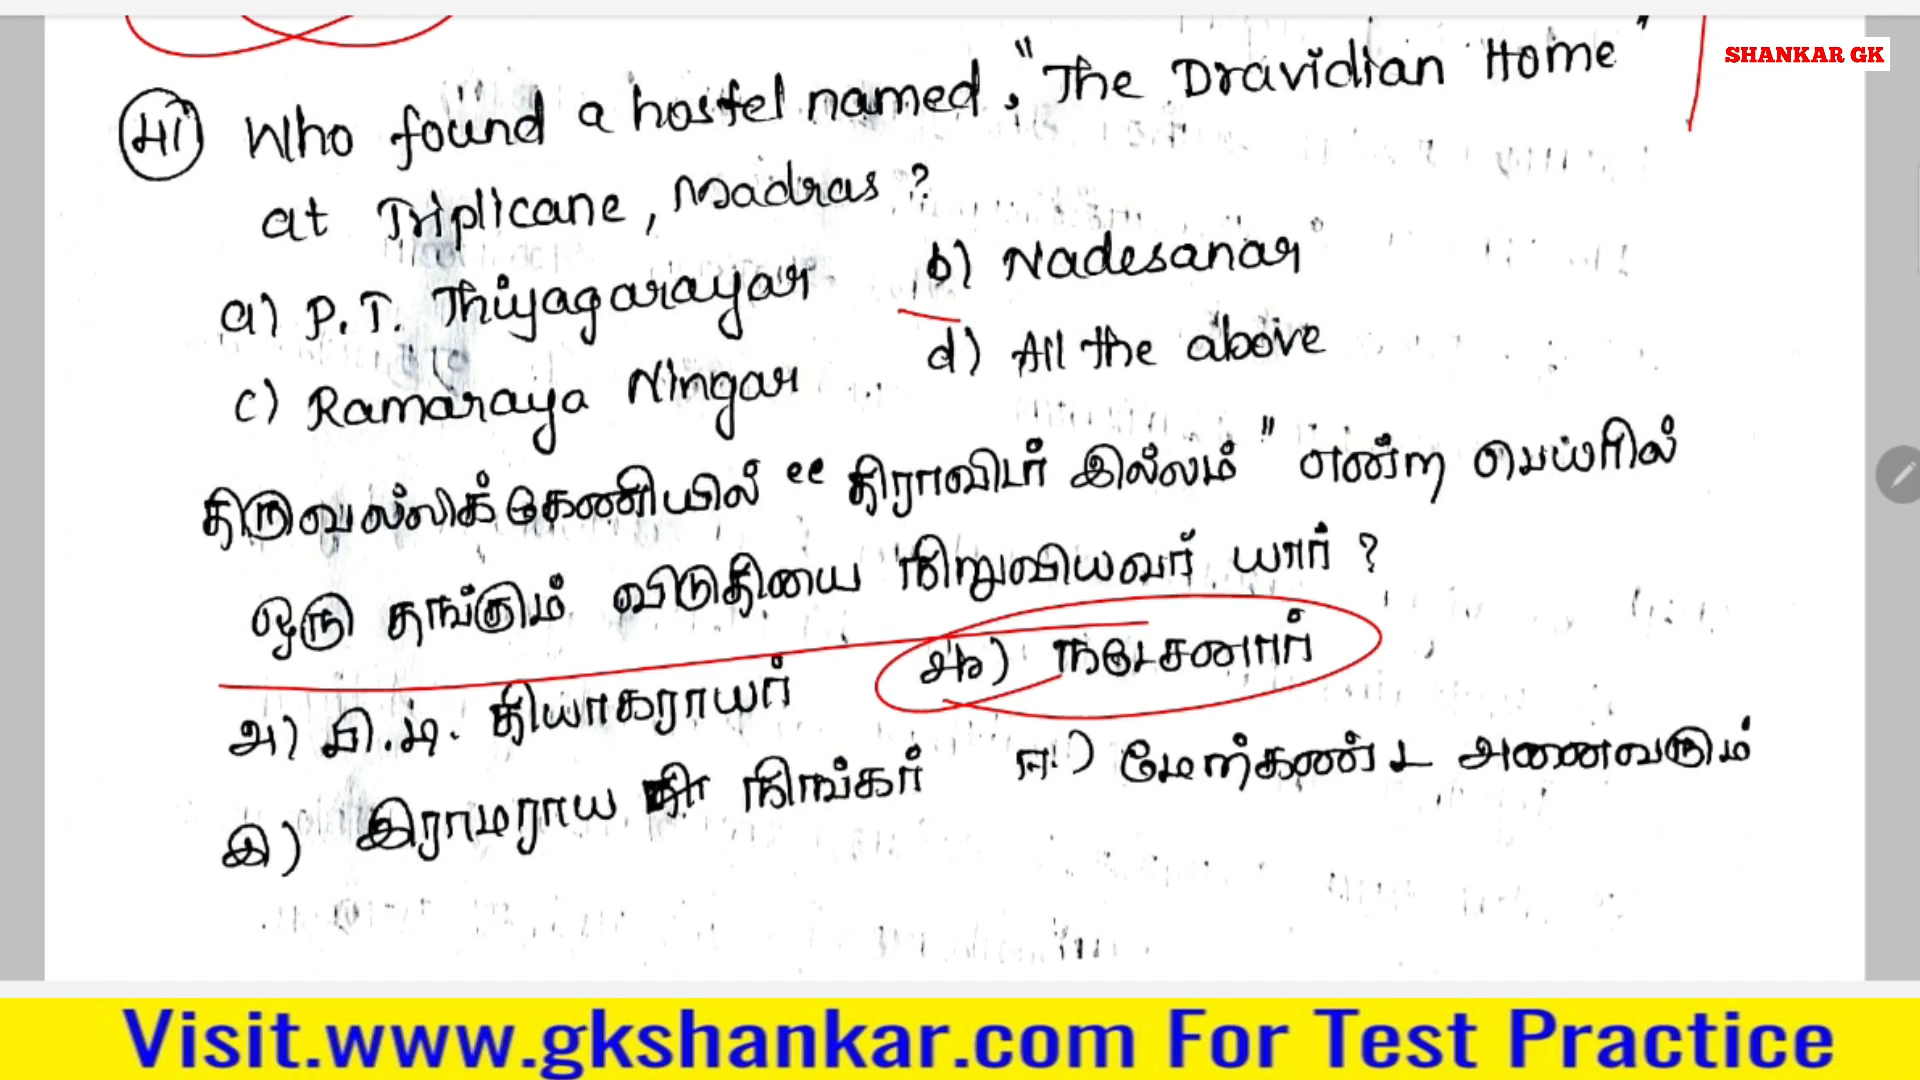 SHANKAR GK
Who found a hostel named, "The Dravidian Home"
at Triplicane, Madras?
a) P.T. Thiyagarayar b) Nadesanar
c) Ramaraya Ningar d) All the above
திருவல்லிக்கேணியில் "திராவிடர் இல்லம்" என்ற பெயரில்
ஒரு தங்கும் விடுதியை நிறுவியவர் யார்?
அ) பி.டி. தியாகராயர் ஆ) நடேசனார்
இ) இராமராய நிங்கர் ஈ) மேற்கண்ட அணைவரும்
Visit.www.gkshankar.com For Test Practice